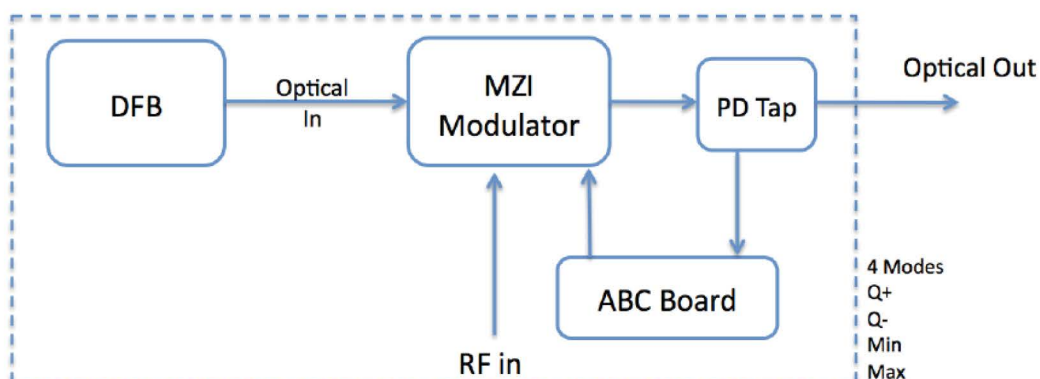 DFB
Optical
In
MZI
Modulator
PD Tap
Optical Out
ABC Board
RF in
4 Modes
Q+
Q-
Min
Max